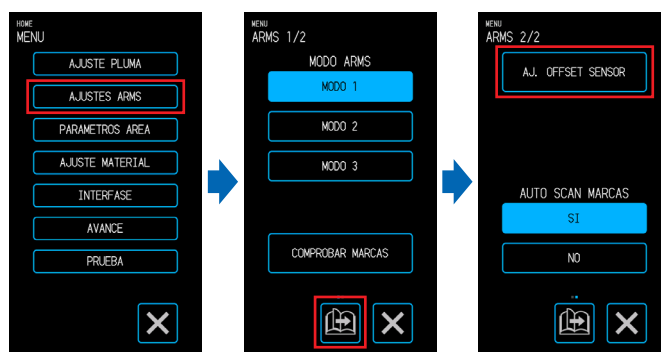 HOME
MENU
AJUSTE PLUMA
AJUSTES ARMS
PARAMETROS AREA
AJUSTE MATERIAL
INTERFASE
AVANCE
PRUEBA
MENU
ARMS 1/2
MODO ARMS
MODO 1
MODO 2
MODO 3
COMPROBAR MARCAS
MENU
ARMS 2/2
AJ. OFFSET SENSOR
AUTO SCAN MARCAS
SI
NO